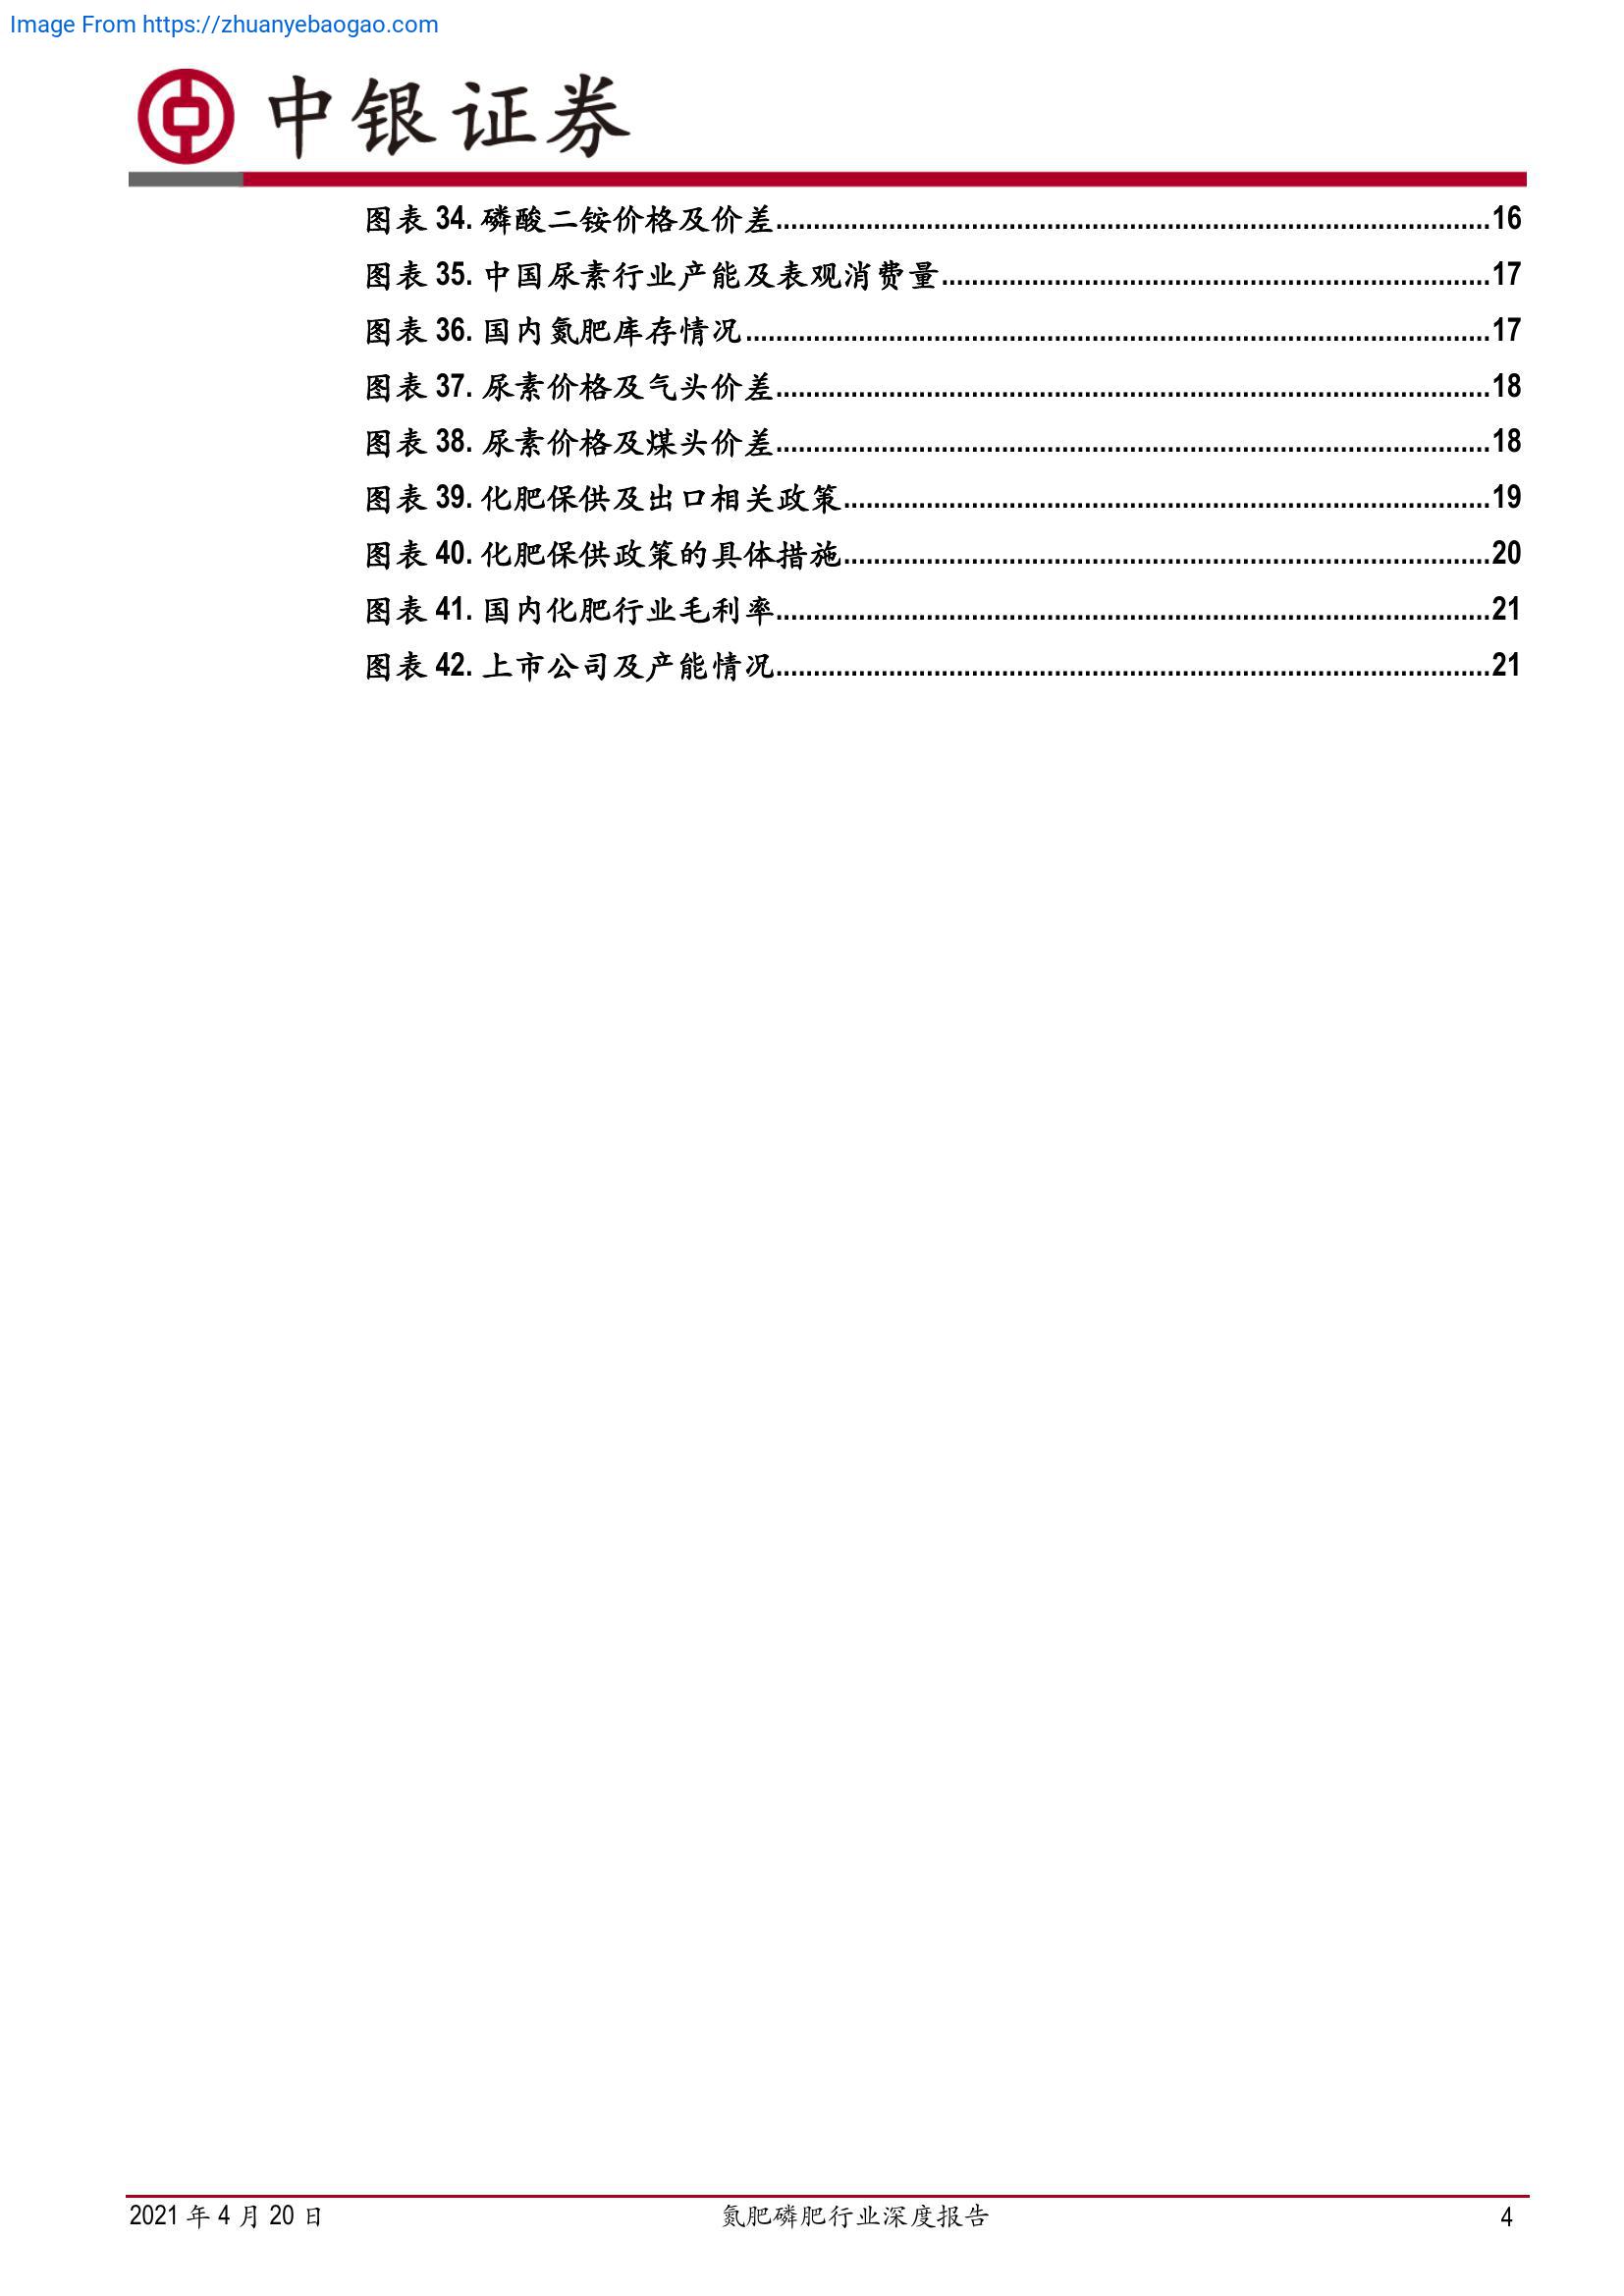 Image From https://zhuanyebaogao.com
中银证券
图表 34. 磷酸二铵价格及价差........................................................................................16
图表 35. 中国尿素行业产能及表观消费量....................................................................17
图表 36. 国内氮肥库存情况............................................................................................17
图表 37. 尿素价格及气头价差........................................................................................18
图表 38. 尿素价格及煤头价差........................................................................................18
图表 39. 化肥保供及出口相关政策................................................................................19
图表 40. 化肥保供政策的具体措施................................................................................20
图表 41. 国内化肥行业毛利率........................................................................................21
图表 42. 上市公司及产能情况........................................................................................21
2021 年 4 月 20 日 氮肥磷肥行业深度报告 4